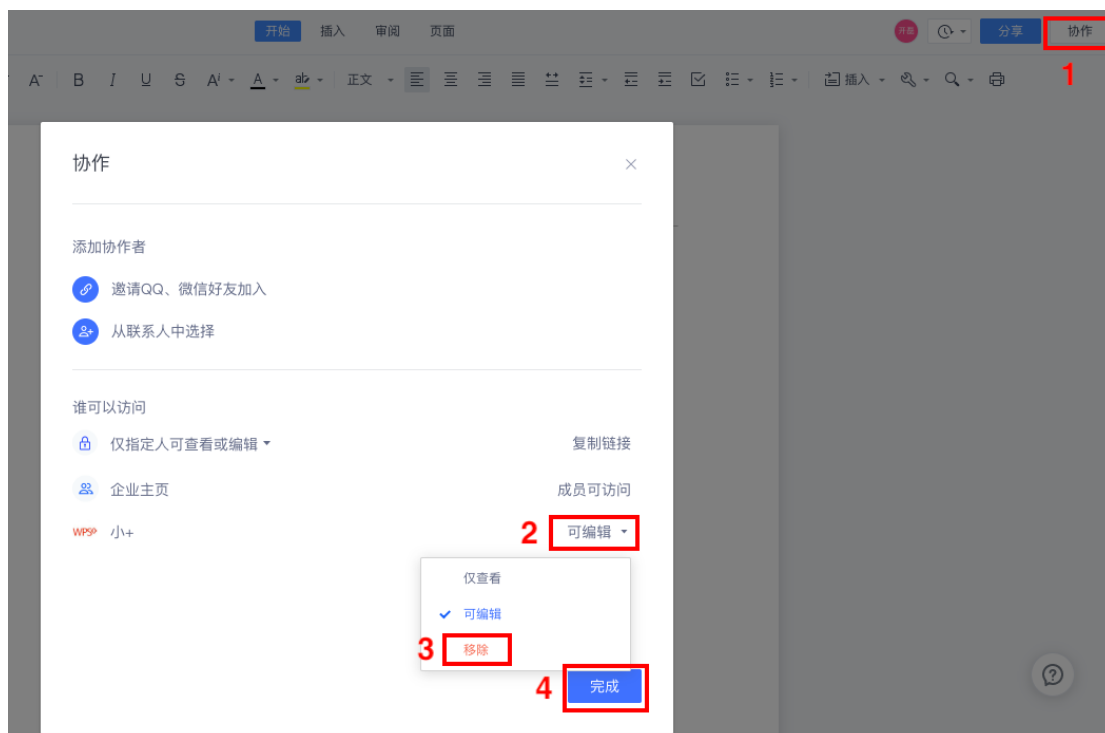 开始 插入 审阅 页面 开晨 分享 协作
1
A- B I U S A A ab 正文 插入
协作
添加协作者
邀请QQ、微信好友加入
从联系人中选择
谁可以访问
仅指定人可查看或编辑 复制链接
企业主页 成员可访问
WPS+ 小+ 2 可编辑
仅查看
可编辑
3 移除
4 完成